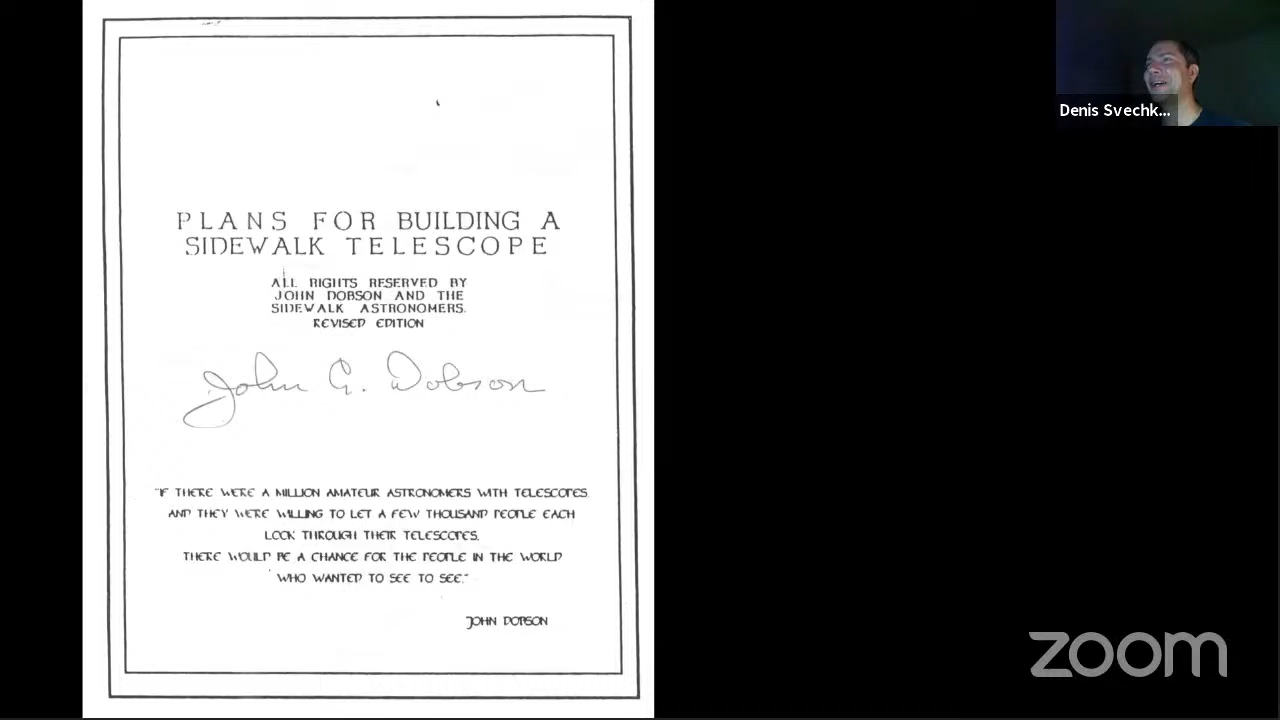 PLANS FOR BUILDING A
SIDEWALK TELESCOPE
ALL RIGHTS RESERVED BY
JOHN DOBSON AND THE
SIDEWALK ASTRONOMERS.
REVISED EDITION
John G. Dobson
"IF THERE WERE A MILLION AMATEUR ASTRONOMERS WITH TELESCOPES
AND THEY WERE WILLING TO LET A FEW THOUSAND PEOPLE EACH
LOOK THROUGH THEIR TELESCOPES,
THERE WOULD BE A CHANCE FOR THE PEOPLE IN THE WORLD
WHO WANTED TO SEE TO SEE."
JOHN DOBSON
Denis Svechk...
zoom